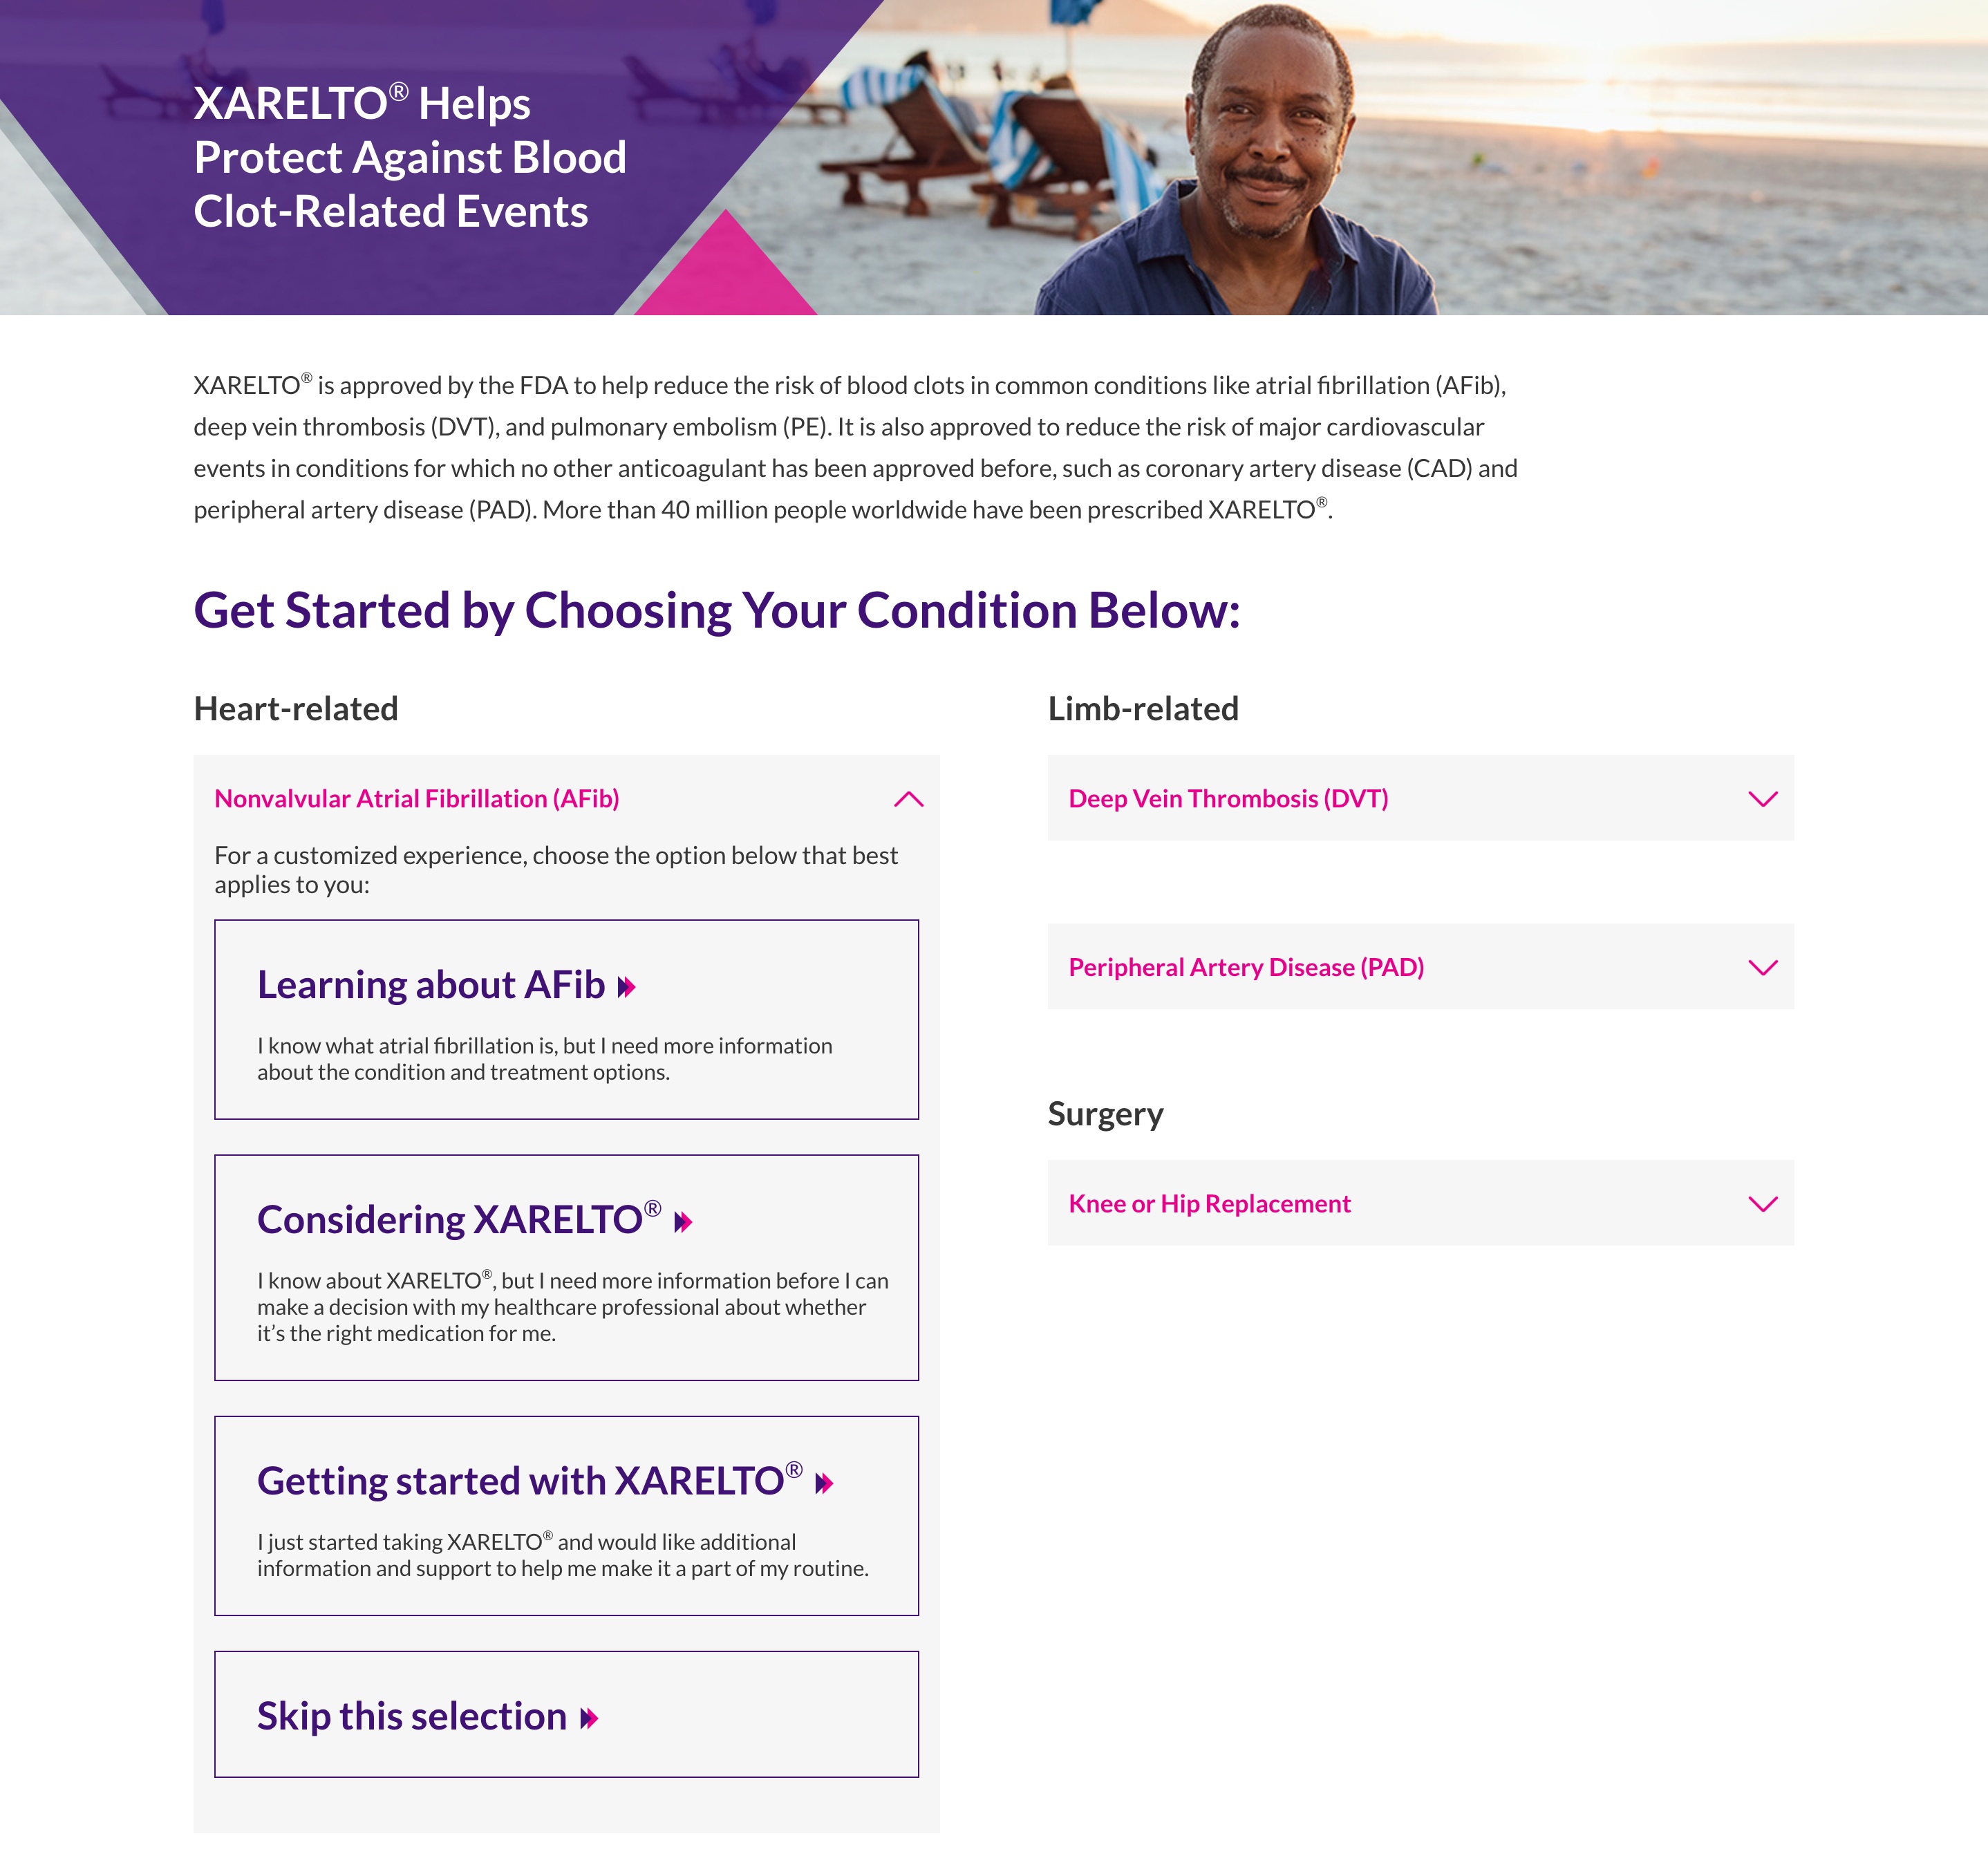 XARELTO® Helps
Protect Against Blood
Clot-Related Events
XARELTO® is approved by the FDA to help reduce the risk of blood clots in common conditions like atrial fibrillation (AFib),
deep vein thrombosis (DVT), and pulmonary embolism (PE). It is also approved to reduce the risk of major cardiovascular
events in conditions for which no other anticoagulant has been approved before, such as coronary artery disease (CAD) and
peripheral artery disease (PAD). More than 40 million people worldwide have been prescribed XARELTO®.
Get Started by Choosing Your Condition Below:
Heart-related
Nonvalvular Atrial Fibrillation (AFib)
For a customized experience, choose the option below that best
applies to you:
Learning about AFib
I know what atrial fibrillation is, but I need more information
about the condition and treatment options.
Considering XARELTO®
I know about XARELTO®, but I need more information before I can
make a decision with my healthcare professional about whether
it’s the right medication for me.
Getting started with XARELTO®
I just started taking XARELTO® and would like additional
information and support to help me make it a part of my routine.
Skip this selection
Limb-related
Deep Vein Thrombosis (DVT)
Peripheral Artery Disease (PAD)
Surgery
Knee or Hip Replacement